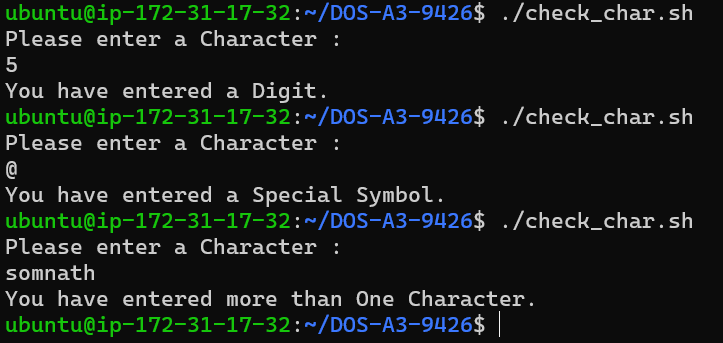 ubuntu@ip-172-31-17-32:~/DOS-A3-9426$ ./check_char.sh
Please enter a Character :
5
You have entered a Digit.
ubuntu@ip-172-31-17-32:~/DOS-A3-9426$ ./check_char.sh
Please enter a Character :
@
You have entered a Special Symbol.
ubuntu@ip-172-31-17-32:~/DOS-A3-9426$ ./check_char.sh
Please enter a Character :
somnath
You have entered more than One Character.
ubuntu@ip-172-31-17-32:~/DOS-A3-9426$